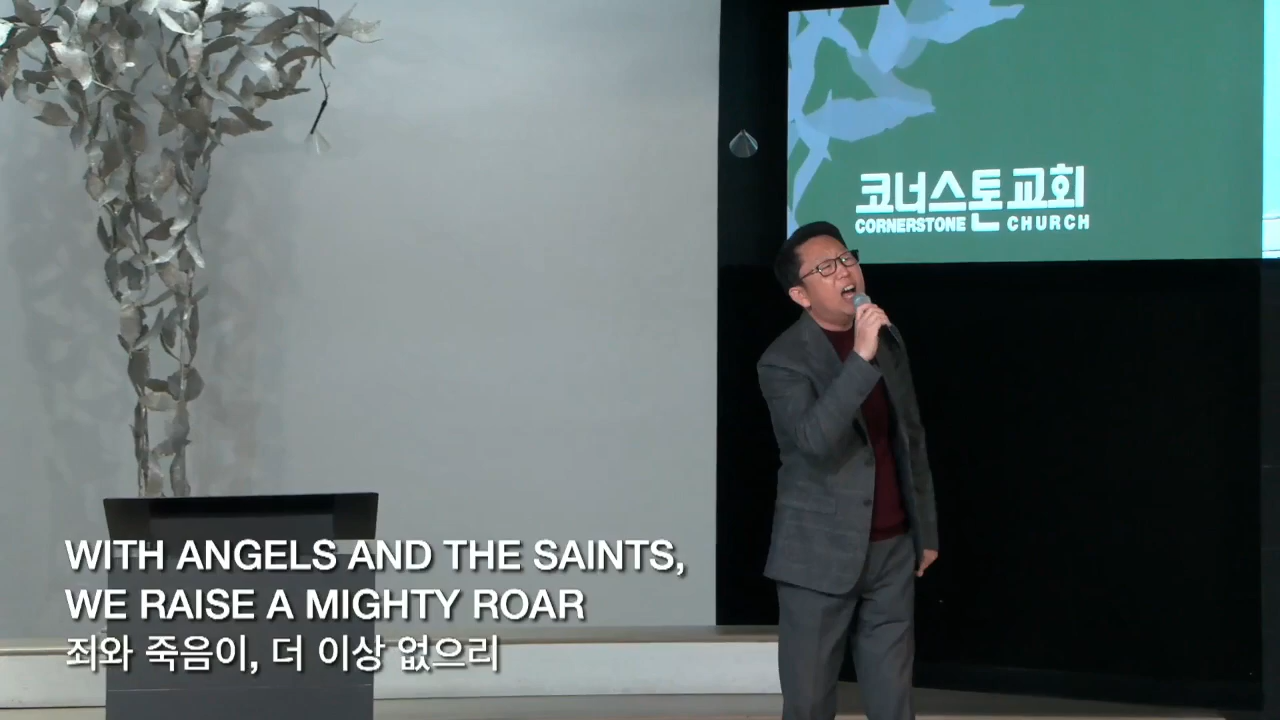 코너스톤교회
CORNERSTONE CHURCH
WITH ANGELS AND THE SAINTS,
WE RAISE A MIGHTY ROAR
죄와 죽음이, 더 이상 없으리